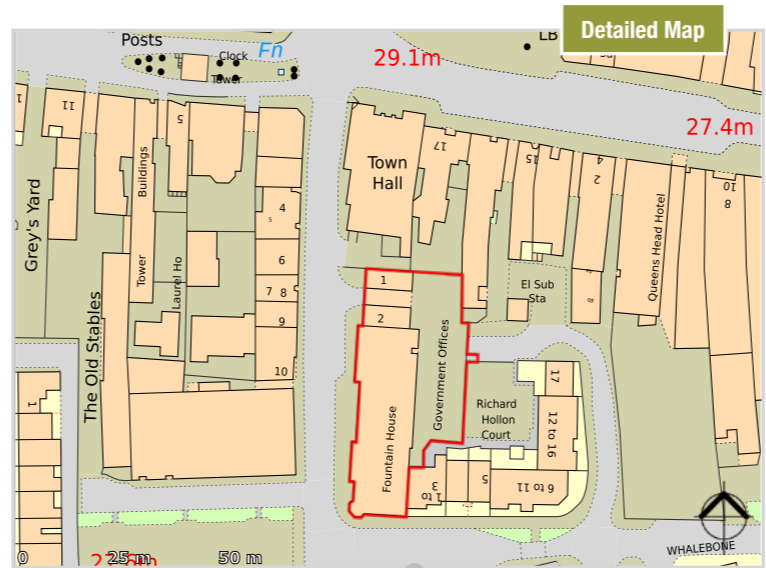 Detailed Map
Posts
Clock
Tower
Fn
29.1m
LB
27.4m
11
5
Buildings
17
15
4
2
10
8
Town
Hall
Grey's Yard
4
5
6
7 8
9
10
Tower
Laurel Ho
The Old Stables
1
2
Fountain House
Government Offices
El Sub
Sta
Queens Head Hotel
Richard
Hollon
Court
17
12 to 16
1 to 3
5
6 to 11
1
0
25 m
50 m
WHALEBONE